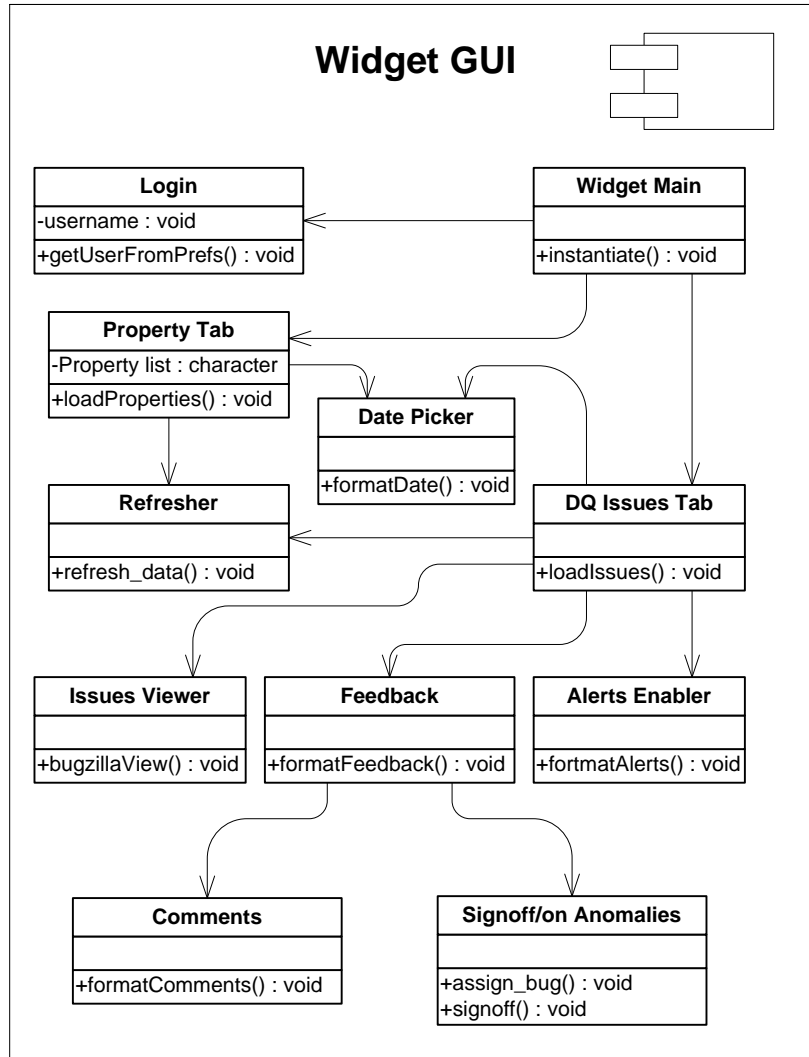 Widget GUI
Login
-username : void
+getUserFromPrefs() : void
Widget Main
+instantiate() : void
Property Tab
-Property list : character
+loadProperties() : void
Date Picker
+formatDate() : void
Refresher
+refresh_data() : void
DQ Issues Tab
+loadIssues() : void
Issues Viewer
+bugzillaView() : void
Feedback
+formatFeedback() : void
Alerts Enabler
+fortmatAlerts() : void
Comments
+formatComments() : void
Signoff/on Anomalies
+assign_bug() : void
+signoff() : void